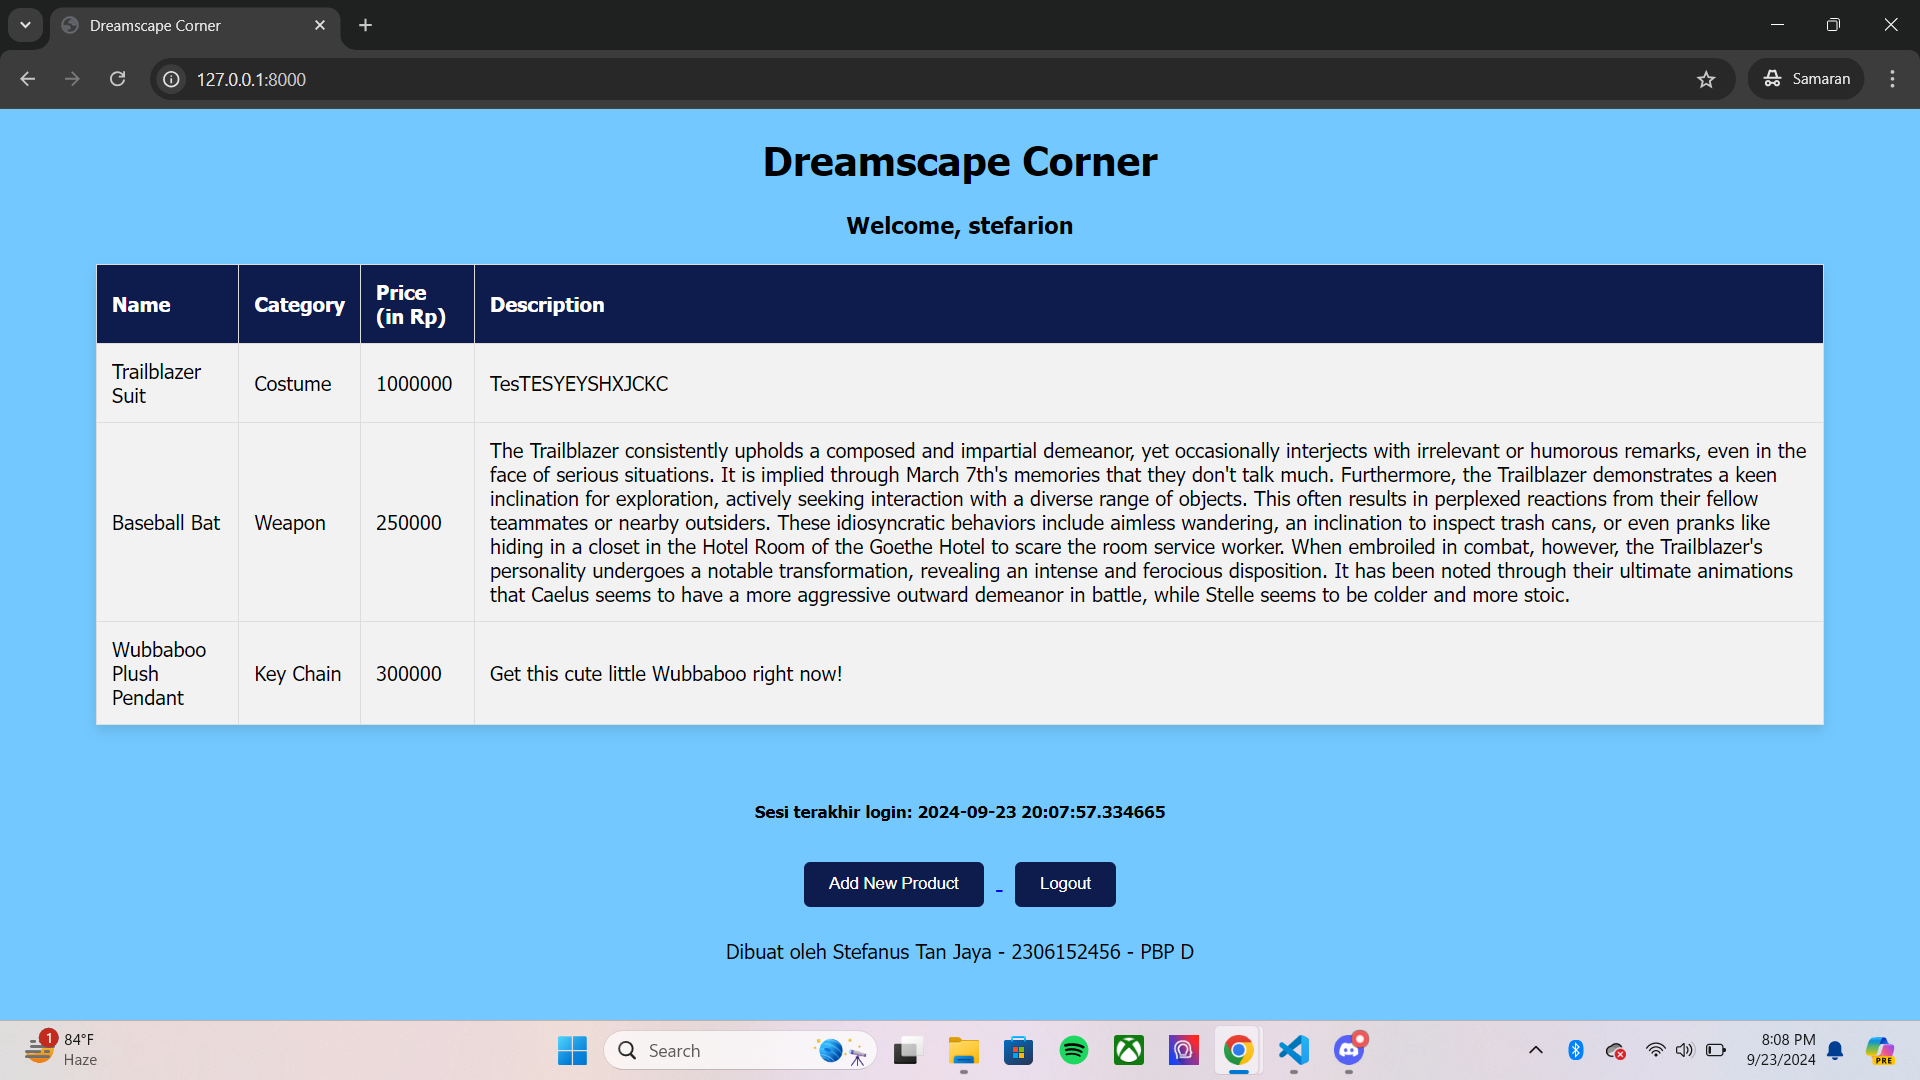 Dreamscape Corner
127.0.0.1:8000
Samaran
Dreamscape Corner
Welcome, stefarion
Name
Category
Price
(in Rp)
Description
Trailblazer
Suit
Costume
1000000
TesTESYEYSHXJCKC
Baseball Bat
Weapon
250000
The Trailblazer consistently upholds a composed and impartial demeanor, yet occasionally interjects with irrelevant or humorous remarks, even in the
face of serious situations. It is implied through March 7th's memories that they don't talk much. Furthermore, the Trailblazer demonstrates a keen
inclination for exploration, actively seeking interaction with a diverse range of objects. This often results in perplexed reactions from their fellow
teammates or nearby outsiders. These idiosyncratic behaviors include aimless wandering, an inclination to inspect trash cans, or even pranks like
hiding in a closet in the Hotel Room of the Goethe Hotel to scare the room service worker. When embroiled in combat, however, the Trailblazer's
personality undergoes a notable transformation, revealing an intense and ferocious disposition. It has been noted through their ultimate animations
that Caelus seems to have a more aggressive outward demeanor in battle, while Stelle seems to be colder and more stoic.
Wubbaboo
Plush
Pendant
Key Chain
300000
Get this cute little Wubbaboo right now!
Sesi terakhir login: 2024-09-23 20:07:57.334665
Add New Product
Logout
Dibuat oleh Stefanus Tan Jaya - 2306152456 - PBP D
1
84°F
Haze
Search
8:08 PM
9/23/2024
PRE